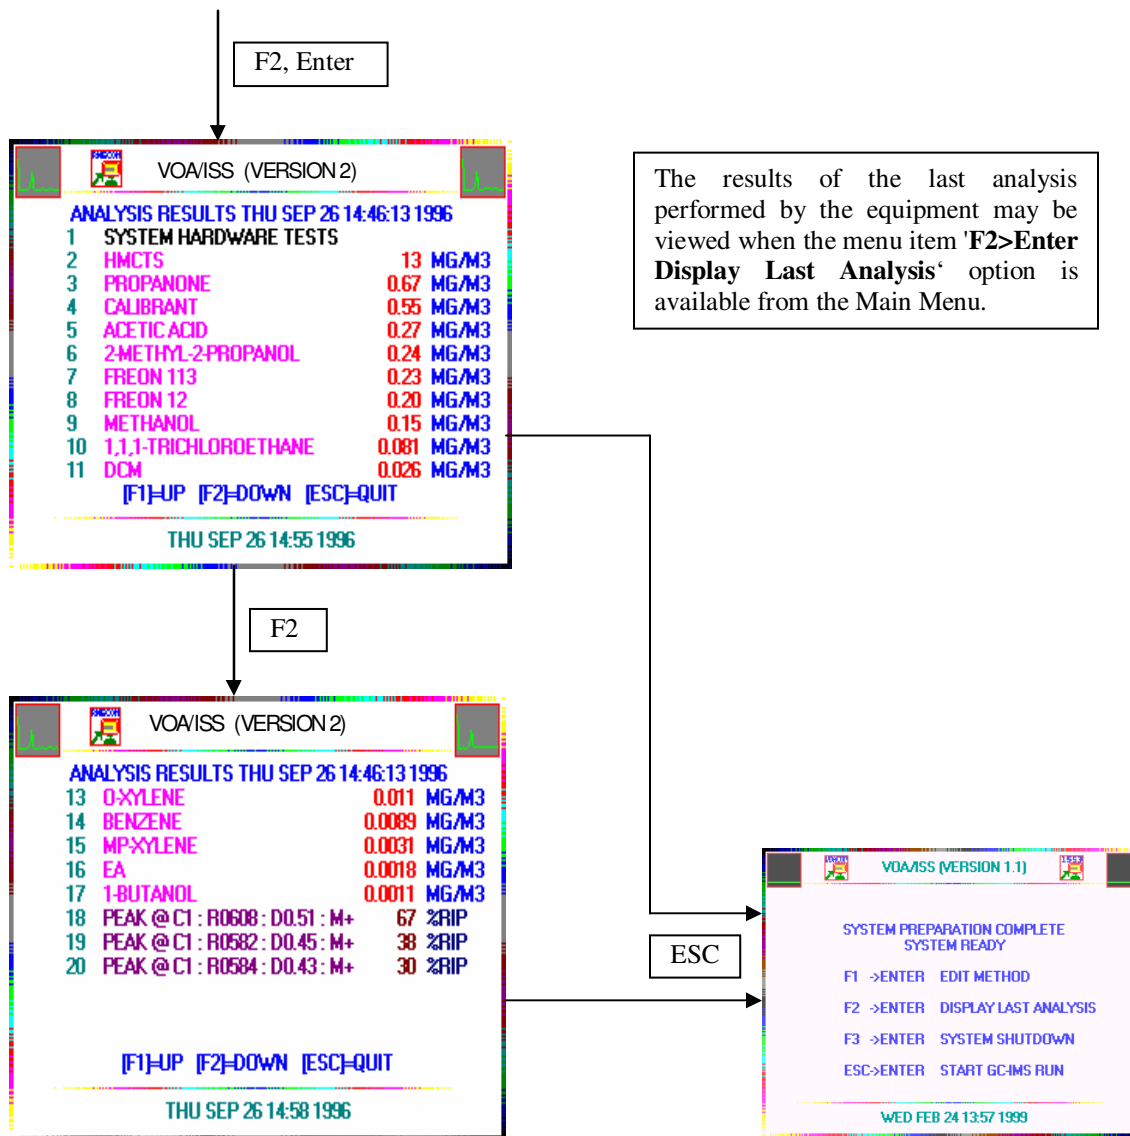 F2, Enter
VOA/ISS (VERSION 2)
ANALYSIS RESULTS THU SEP 26 14:46:13 1996
1 SYSTEM HARDWARE TESTS
2 HMCTS 13 MG/M3
3 PROPANONE 0.67 MG/M3
4 CALIBRANT 0.55 MG/M3
5 ACETIC ACID 0.27 MG/M3
6 2-METHYL-2-PROPANOL 0.24 MG/M3
7 FREON 113 0.23 MG/M3
8 FREON 12 0.20 MG/M3
9 METHANOL 0.15 MG/M3
10 1,1,1-TRICHLOROETHANE 0.081 MG/M3
11 DCM 0.026 MG/M3
[F1]=UP [F2]=DOWN [ESC]=QUIT
THU SEP 26 14:55 1996
The results of the last analysis
performed by the equipment may be
viewed when the menu item 'F2>Enter
Display Last Analysis‘ option is
available from the Main Menu.
F2
VOA/ISS (VERSION 2)
ANALYSIS RESULTS THU SEP 26 14:46:13 1996
13 O-XYLENE 0.011 MG/M3
14 BENZENE 0.0089 MG/M3
15 MP-XYLENE 0.0031 MG/M3
16 EA 0.0018 MG/M3
17 1-BUTANOL 0.0011 MG/M3
18 PEAK @ C1 : R0608 : D0.51 : M+ 67 %RIP
19 PEAK @ C1 : R0582 : D0.45 : M+ 38 %RIP
20 PEAK @ C1 : R0584 : D0.43 : M+ 30 %RIP
[F1]=UP [F2]=DOWN [ESC]=QUIT
THU SEP 26 14:58 1996
ESC
VOA/ISS (VERSION 1.1)
1553
SYSTEM PREPARATION COMPLETE
SYSTEM READY
F1 ->ENTER EDIT METHOD
F2 ->ENTER DISPLAY LAST ANALYSIS
F3 ->ENTER SYSTEM SHUTDOWN
ESC->ENTER START GC-IMS RUN
WED FEB 24 13:57 1999